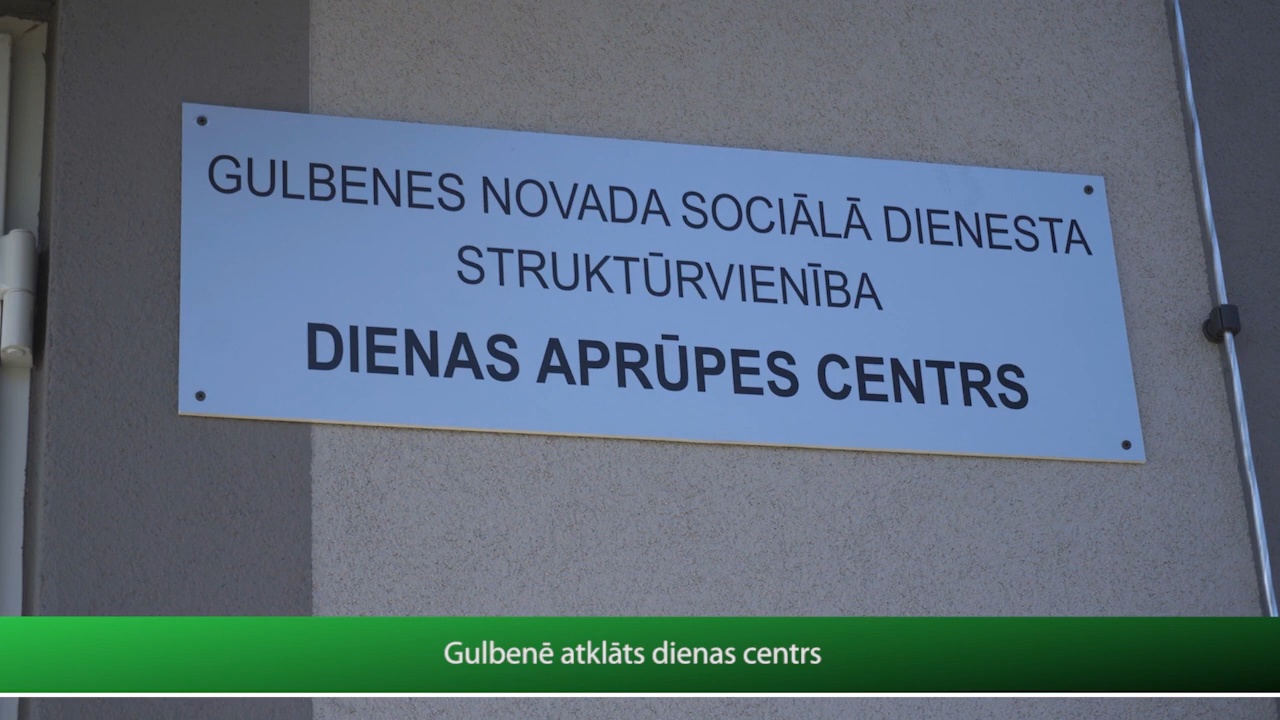 GULBENES NOVADA SOCIĀLĀ DIENESTA
STRUKTŪRVIENĪBA
DIENAS APRŪPES CENTRS
Gulbenē atklāts dienas centrs